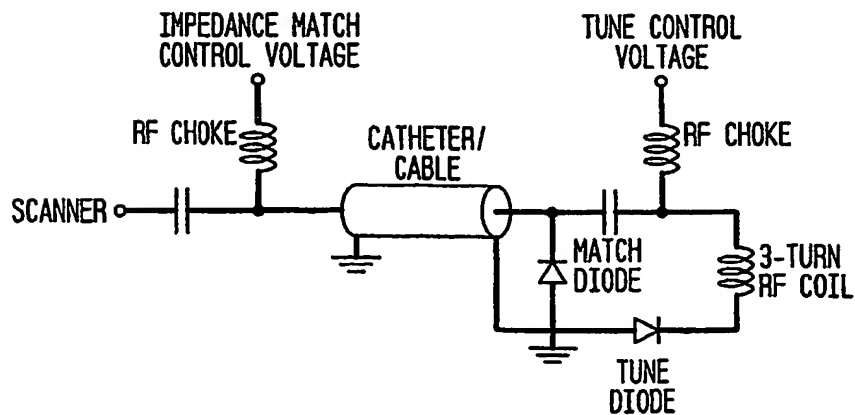 IMPEDANCE MATCH
CONTROL VOLTAGE
TUNE CONTROL
VOLTAGE
RF CHOKE
CATHETER/
CABLE
RF CHOKE
SCANNER
MATCH
DIODE
3-TURN
RF COIL
TUNE
DIODE